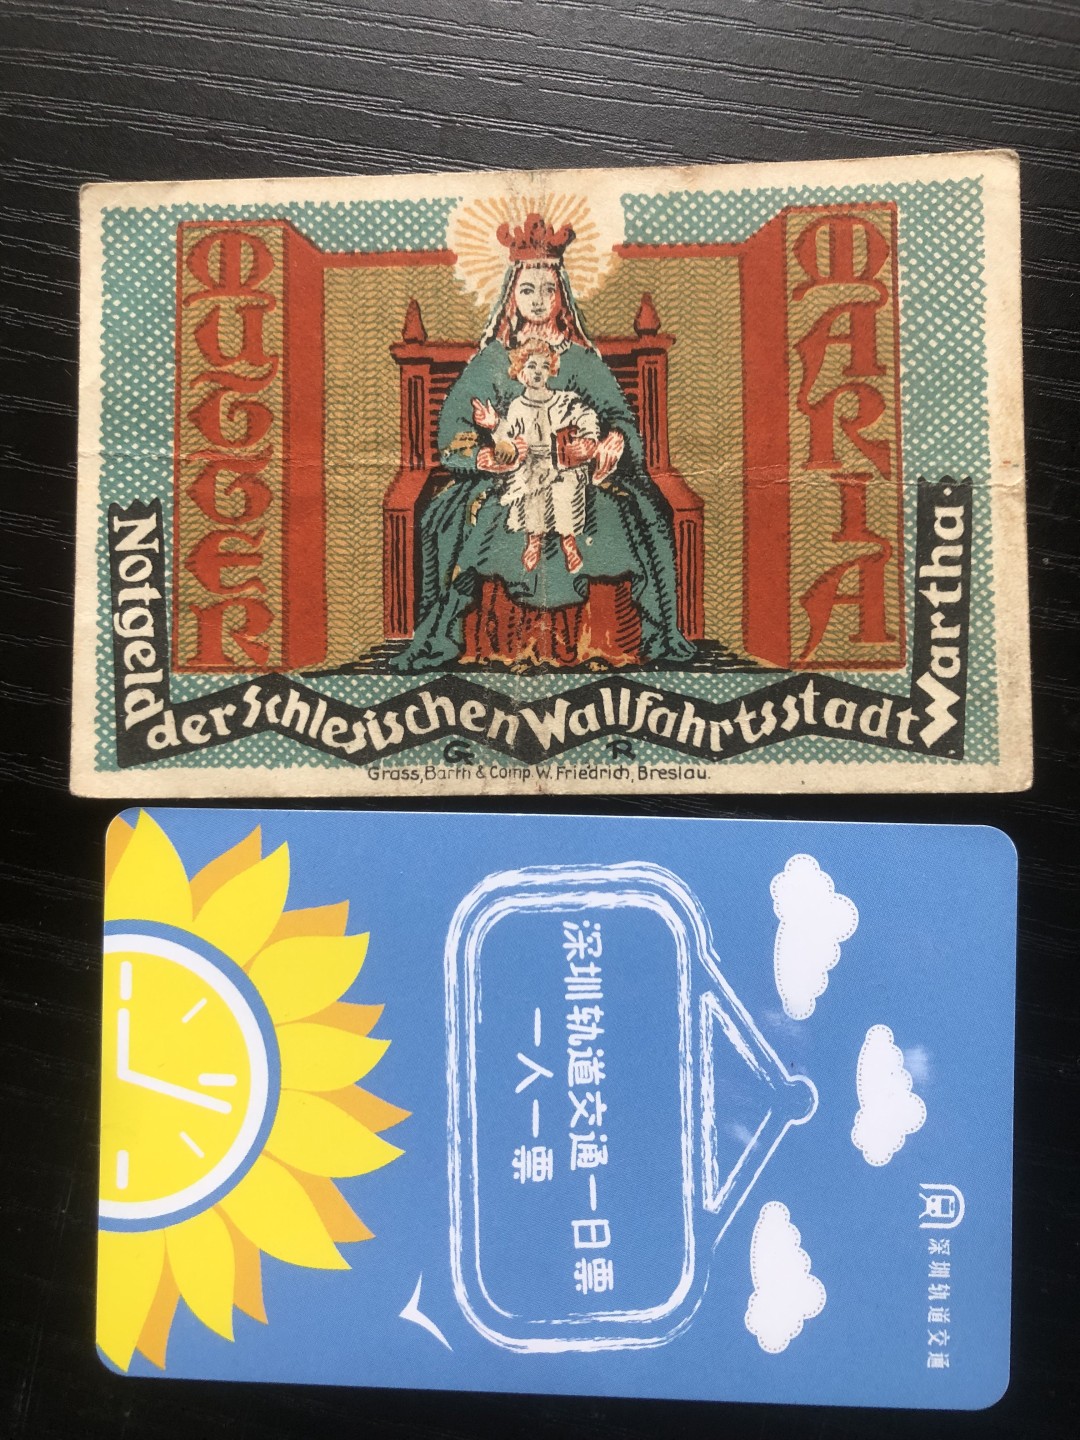 MUTTER
MARIA
Notgeld der Schlesischen Wallfahrtsstadt Wartha.
G R
Grass, Barth & Comp. W. Friedrich, Breslau.
深圳轨道交通一日票
一人一票
深圳轨道交通